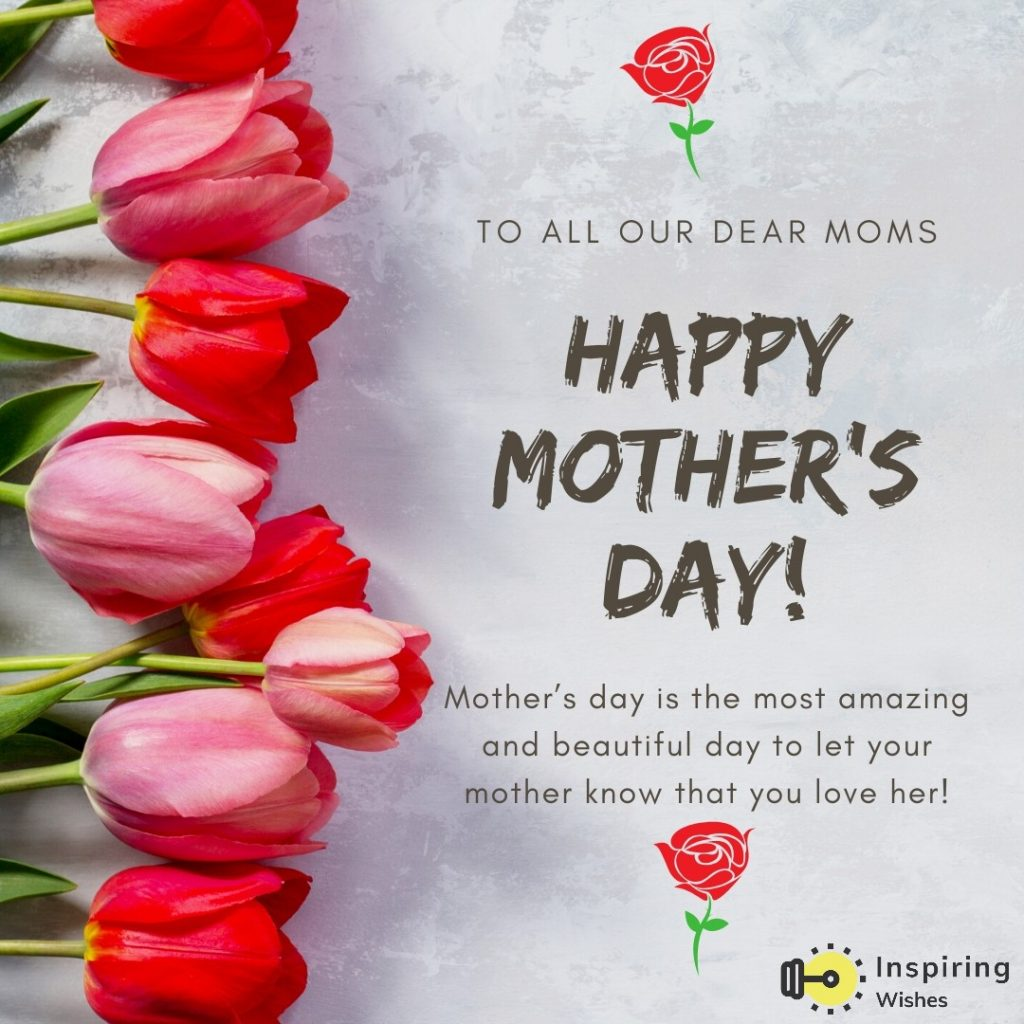 TO ALL OUR DEAR MOMS
HAPPY
MOTHER'S
DAY!
Mother’s day is the most amazing
and beautiful day to let your
mother know that you love her!
Inspiring
Wishes